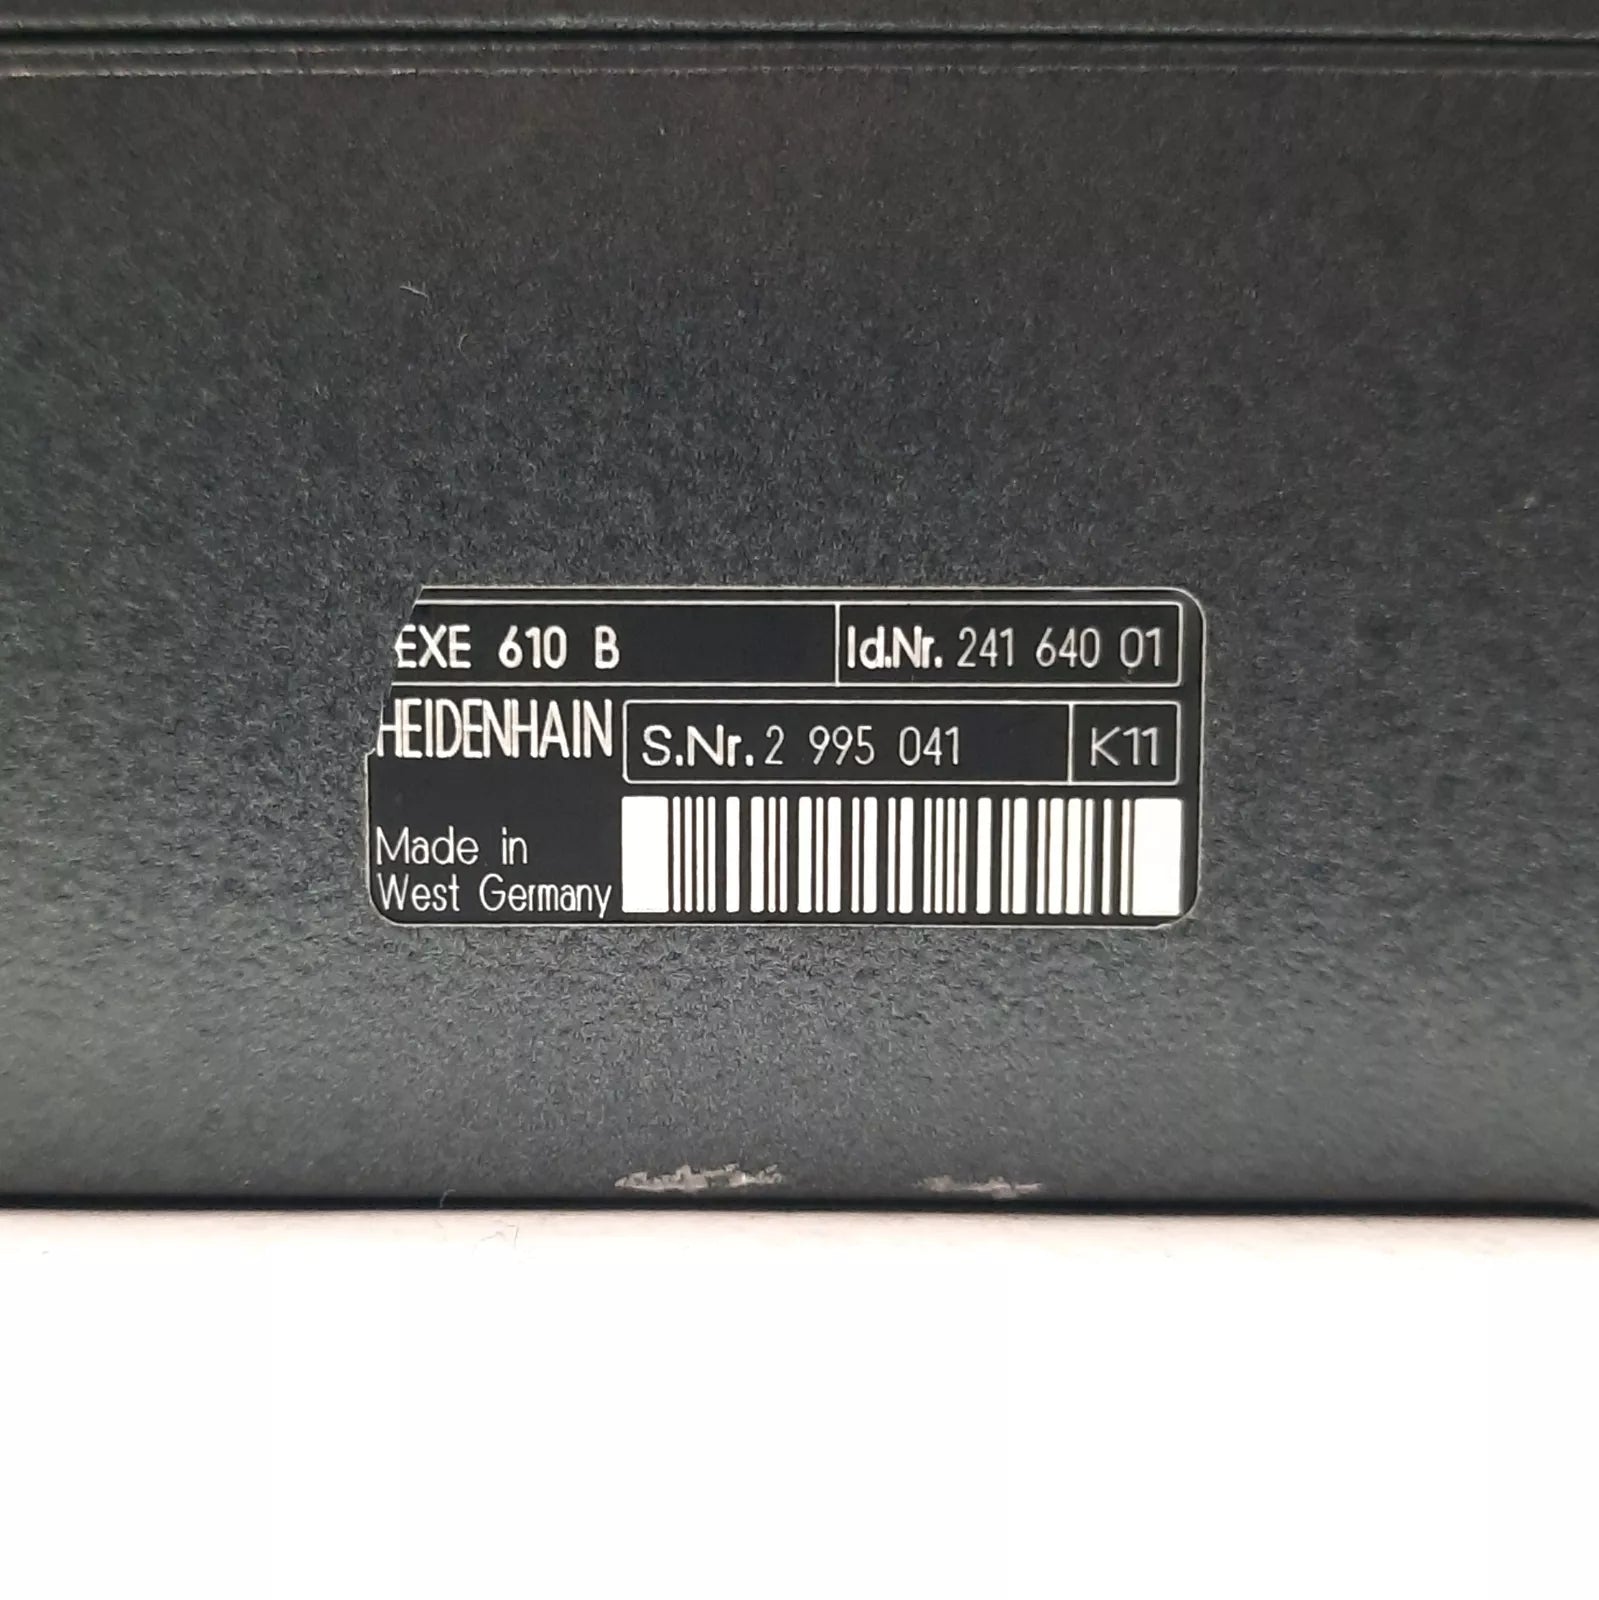 EXE 610 B Id.Nr. 241 640 01
HEIDENHAIN S.Nr. 2 995 041 K11
Made in
West Germany